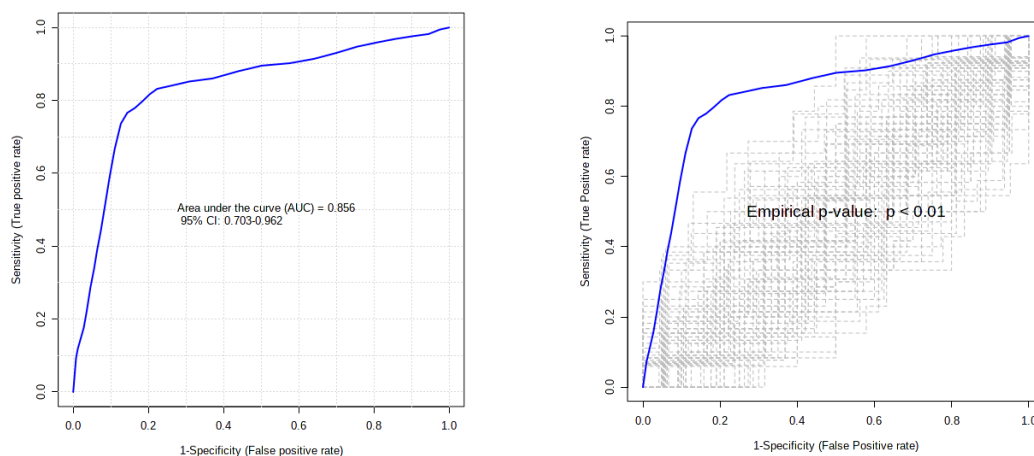 1.0
0.8
0.6
0.4
0.2
0.0
Sensitivity (True positive rate)
Area under the curve (AUC) = 0.856
95% CI: 0.703-0.962
0.0 0.2 0.4 0.6 0.8 1.0
1-Specificity (False positive rate)
1.0
0.8
0.6
0.4
0.2
0.0
Sensitivity (True Positive rate)
Empirical p-value: p < 0.01
0.0 0.2 0.4 0.6 0.8 1.0
1-Specificity (False Positive rate)